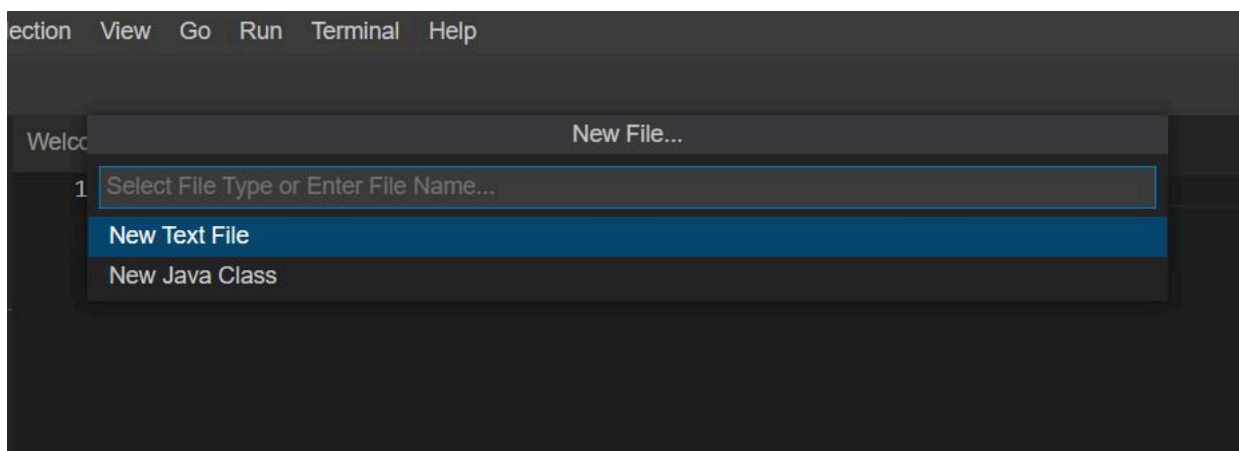 ection View Go Run Terminal Help
New File...
Welco
1 Select File Type or Enter File Name...
New Text File
New Java Class